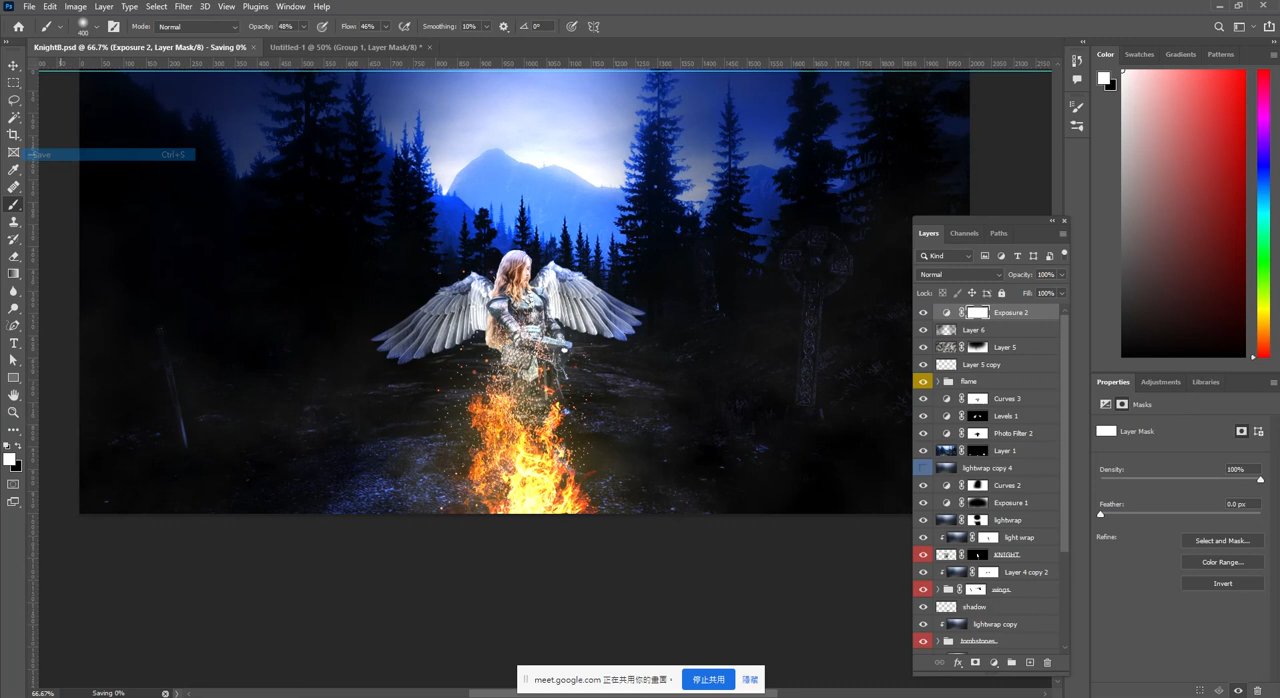 Ps File Edit Image Layer Type Select Filter 3D View Plugins Window Help
400 Mode: Normal Opacity: 48% Flow: 46% Smoothing: 10% 0°
KnightB.psd @ 66.7% (Exposure 2, Layer Mask/8) - Saving 0% × Untitled-1 @ 50% (Group 1, Layer Mask/8) * ×
Save Ctrl+S
Color Swatches Gradients Patterns
Layers Channels Paths
Kind
Normal Opacity: 100%
Lock: Fill: 100%
Exposure 2
Layer 6
Layer 5
Layer 5 copy
flame
Curves 3
Levels 1
Photo Filter 2
Layer 1
lightwrap copy 4
Curves 2
Exposure 1
lightwrap
light wrap
KNIGHT
Layer 4 copy 2
wings
shadow
lightwrap copy
tombstones
fx
Properties Adjustments Libraries
Masks
Layer Mask
Density: 100%
Feather: 0.0 px
Refine: Select and Mask...
Color Range...
Invert
meet.google.com 正在共用你的畫面。 停止共用 隱藏
66.67% Saving 0%